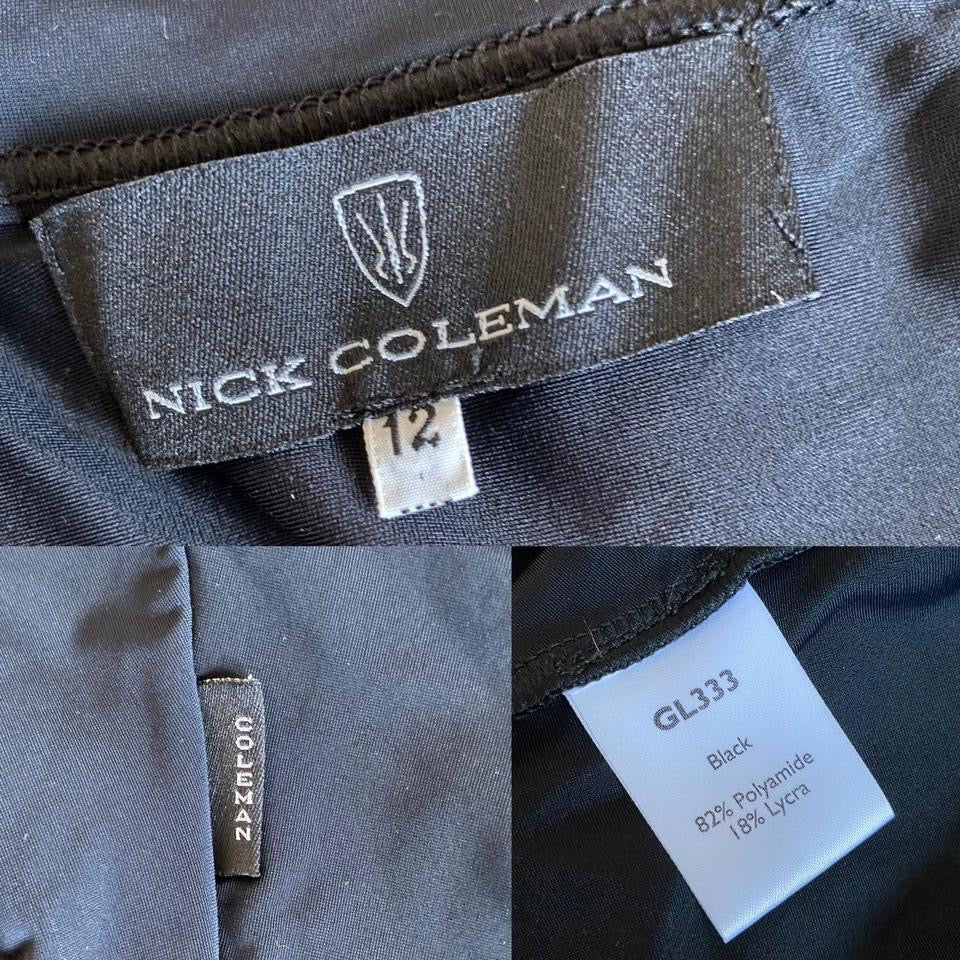 NICK COLEMAN
12
COLEMAN
GL333
Black
82% Polyamide
18% Lycra